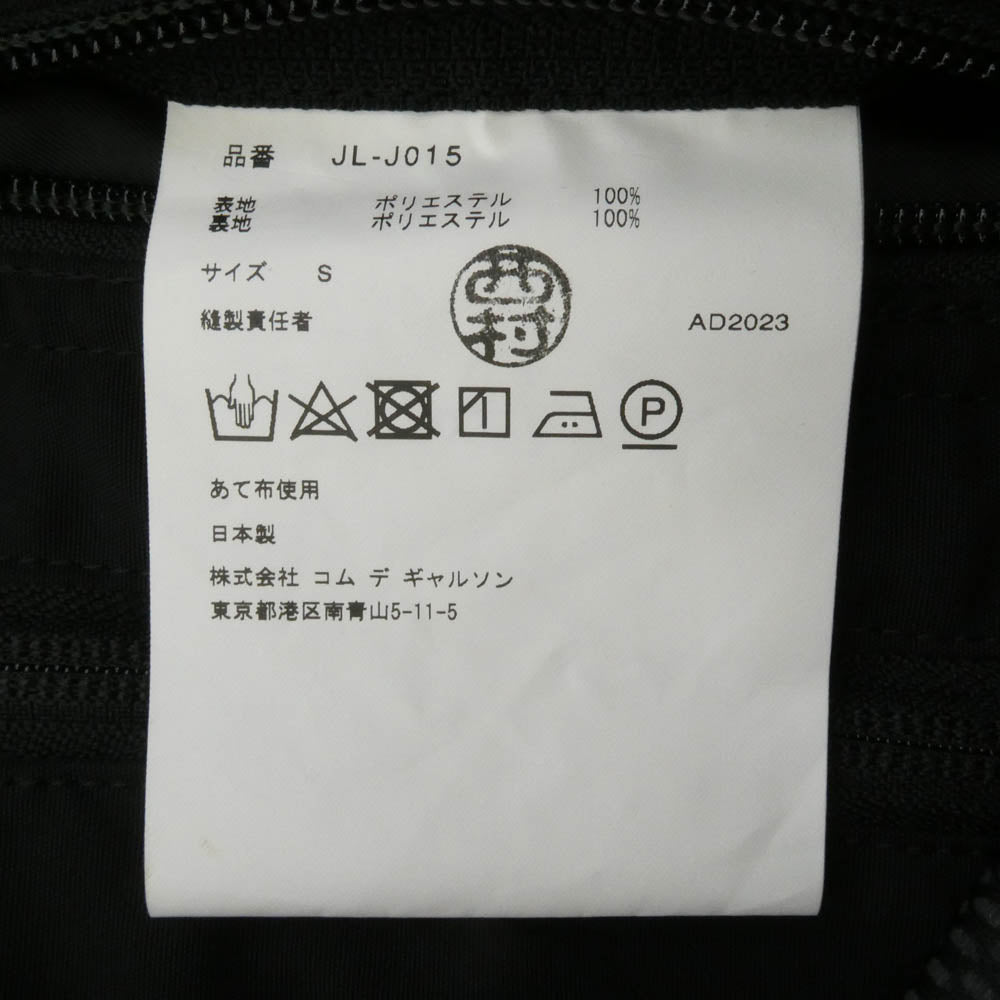 品番 JL-J015
表地 ポリエステル 100%
裏地 ポリエステル 100%
サイズ S
西村
縫製責任者 AD2023
P
あて布使用
日本製
株式会社 コム デ ギャルソン
東京都港区南青山5-11-5